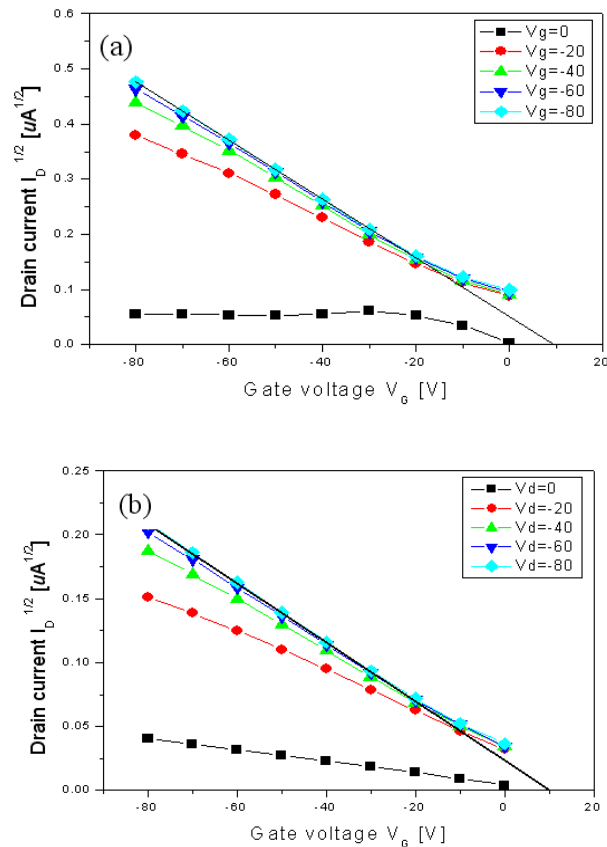 (a)
Vg=0
Vg=-20
Vg=-40
Vg=-60
Vg=-80
Drain current I_D^1/2 [uA^1/2]
0.6
0.5
0.4
0.3
0.2
0.1
0.0
-80 -60 -40 -20 0 20
Gate voltage V_G [V]
(b)
Vd=0
Vd=-20
Vd=-40
Vd=-60
Vd=-80
Drain current I_D^1/2 [uA^1/2]
0.25
0.20
0.15
0.10
0.05
0.00
-80 -60 -40 -20 0 20
Gate voltage V_G [V]